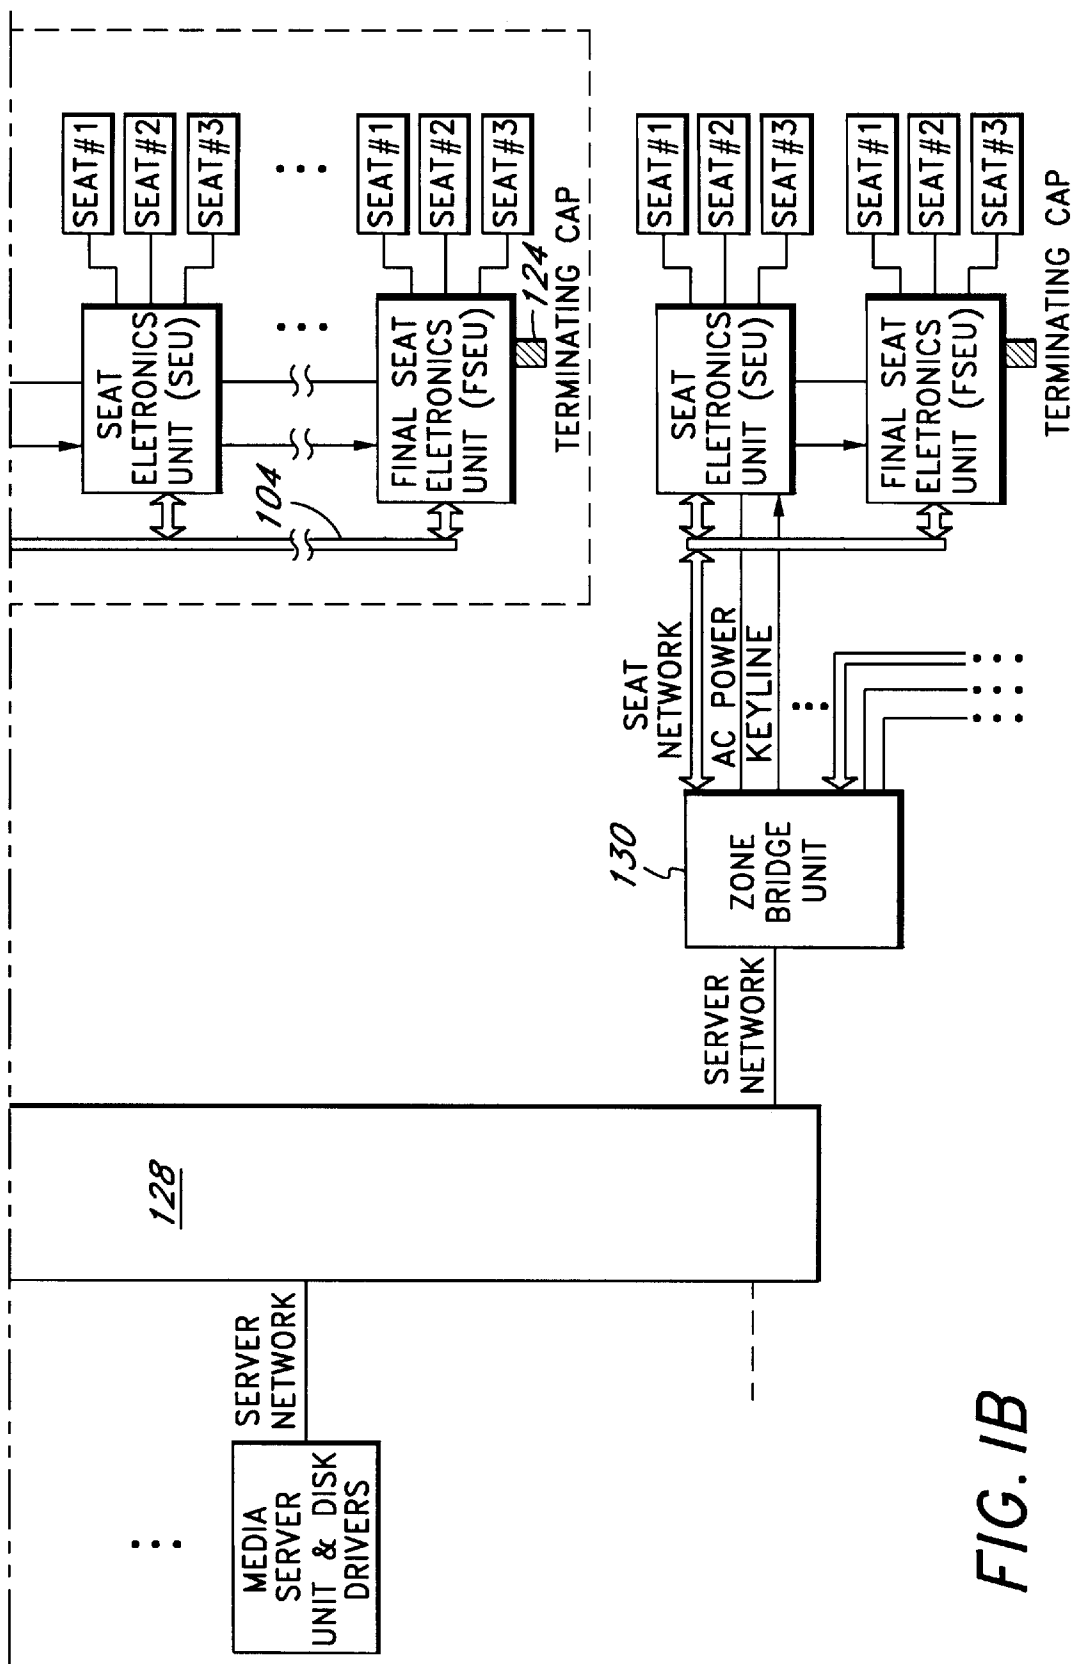 SEAT#1
SEAT#2
SEAT#3
SEAT
ELETRONICS
UNIT (SEU)
104
SEAT#1
SEAT#2
SEAT#3
FINAL SEAT
ELETRONICS
UNIT (FSEU)
124
TERMINATING CAP
128
SERVER
NETWORK
MEDIA
SERVER
UNIT & DISK
DRIVERS
SERVER
NETWORK
130
ZONE
BRIDGE
UNIT
SEAT
NETWORK
AC POWER
KEYLINE
SEAT
ELETRONICS
UNIT (SEU)
SEAT#1
SEAT#2
SEAT#3
FINAL SEAT
ELETRONICS
UNIT (FSEU)
SEAT#1
SEAT#2
SEAT#3
TERMINATING CAP
FIG. 1B